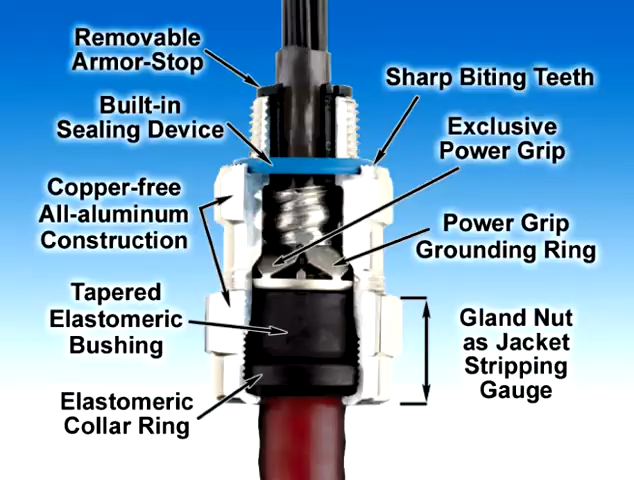 Removable
Armor-Stop
Sharp Biting Teeth
Built-in
Sealing Device
Exclusive
Power Grip
Copper-free
All-aluminum
Construction
Power Grip
Grounding Ring
Tapered
Elastomeric
Bushing
Gland Nut
as Jacket
Stripping
Gauge
Elastomeric
Collar Ring